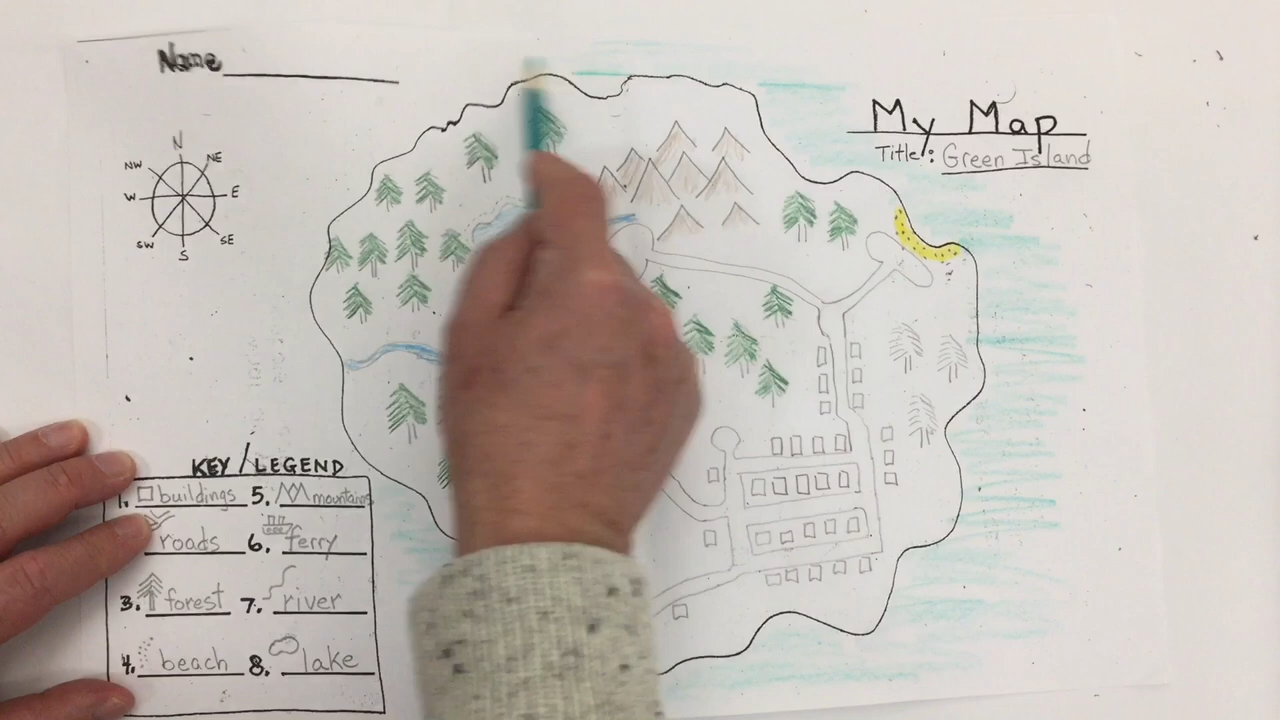 Name
My Map
Title: Green Island
N
NW NE
W E
SW SE
S
KEY/LEGEND
1. buildings 5. mountains
roads 6. ferry
3. forest 7. river
4. beach 8. lake